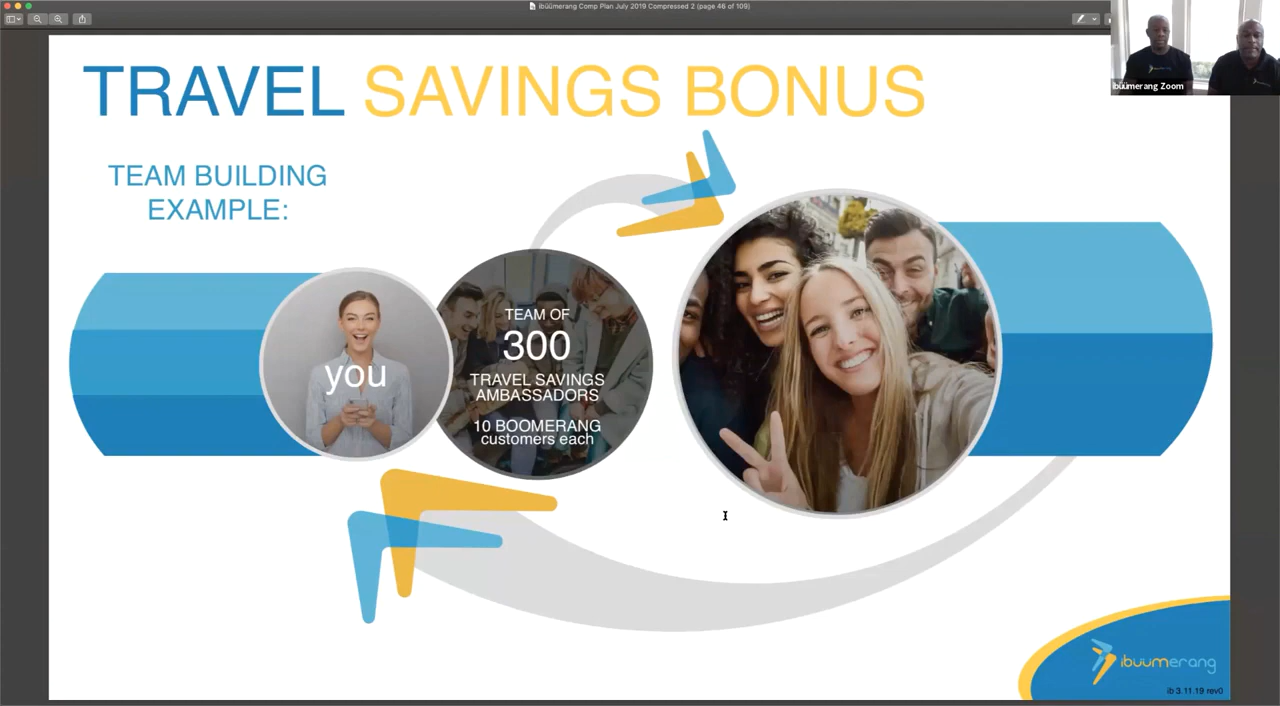 ibüümerang Comp Plan July 2019 Compressed 2 (page 46 of 109)
ibüümerang Zoom
TRAVEL SAVINGS BONUS
TEAM BUILDING
EXAMPLE:
you
TEAM OF
300
TRAVEL SAVINGS
AMBASSADORS
10 BOOMERANG
customers each
ibuumerang
ib 3.11.19 rev0